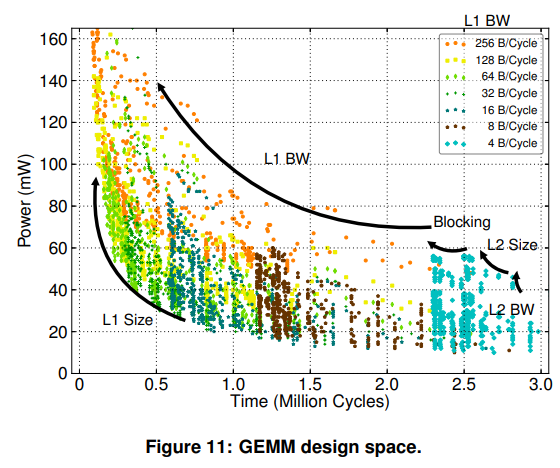 L1 BW
256 B/Cycle
128 B/Cycle
64 B/Cycle
32 B/Cycle
16 B/Cycle
8 B/Cycle
4 B/Cycle
160
140
120
100
80
60
40
20
0
Power (mW)
L1 BW
Blocking
L2 Size
L2 BW
L1 Size
0
0.5
1.0
1.5
2.0
2.5
3.0
Time (Million Cycles)
Figure 11: GEMM design space.